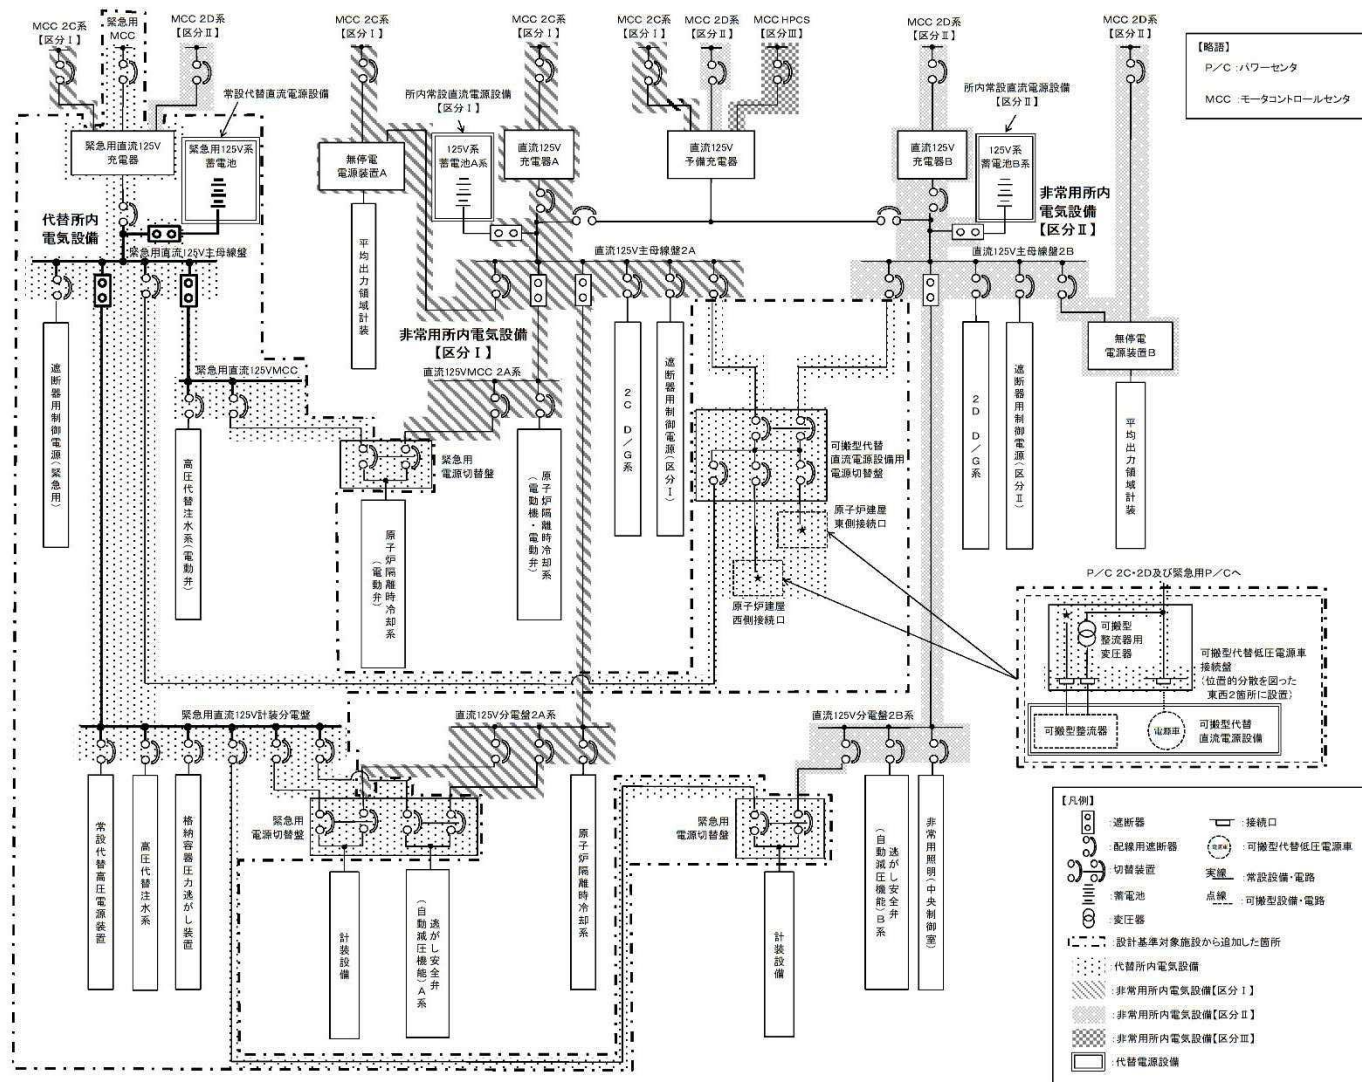 MCC 2C系
【区分Ⅰ】
緊急用
MCC
MCC 2D系
【区分Ⅱ】
MCC 2C系
【区分Ⅰ】
MCC 2C系
【区分Ⅰ】
MCC 2C系
【区分Ⅰ】
MCC 2D系
【区分Ⅱ】
MCC HPCS
【区分Ⅲ】
MCC 2D系
【区分Ⅱ】
MCC 2D系
【区分Ⅱ】
【略語】
P/C :パワーセンタ
MCC :モータコントロールセンタ
常設代替直流電源設備
所内常設直流電源設備
【区分Ⅰ】
所内常設直流電源設備
【区分Ⅱ】
緊急用直流125V
充電器
緊急用125V系
蓄電池
無停電
電源装置A
125V系
蓄電池A系
直流125V
充電器A
直流125V
予備充電器
直流125V
充電器B
125V系
蓄電池B系
代替所内
電気設備
非常用所内
電気設備
【区分Ⅱ】
緊急用直流125V主母線盤
直流125V主母線盤2A
直流125V主母線盤2B
平均出力領域計装
非常用所内電気設備
【区分Ⅰ】
無停電
電源装置B
遮断器用制御電源(緊急用)
緊急用直流125VMCC
直流125VMCC 2A系
2C D/G系
遮断器用制御電源(区分Ⅰ)
2D D/G系
遮断器用制御電源(区分Ⅱ)
平均出力領域計装
高圧代替注水系(電動弁)
緊急用
電源切替盤
原子炉隔離時冷却系
(電動弁)
原子炉隔離時冷却系
(電動機・電動弁)
可搬型代替
直流電源設備用
電源切替盤
原子炉建屋
東側接続口
原子炉建屋
西側接続口
P/C 2C・2D及び緊急用P/Cへ
可搬型
整流器用
変圧器
可搬型代替低圧電源車
接続盤
(位置的分散を図った
東西2箇所に設置)
可搬型整流器
電源車
可搬型代替
直流電源設備
緊急用直流125V計装分電盤
直流125V分電盤2A系
直流125V分電盤2B系
緊急用
電源切替盤
緊急用
電源切替盤
常設代替高圧電源装置
高圧代替注水系
格納容器圧力逃がし装置
計装設備
逃がし安全弁
(自動減圧機能)A系
原子炉隔離時冷却系
計装設備
逃がし安全弁
(自動減圧機能)B系
非常用照明(中央制御室)
【凡例】
:遮断器
:配線用遮断器
:切替装置
:蓄電池
:変圧器
:接続口
電源車
:可搬型代替低圧電源車
実線
:常設設備・電路
点線
:可搬型設備・電路
:設計基準対象施設から追加した箇所
:代替所内電気設備
:非常用所内電気設備【区分Ⅰ】
:非常用所内電気設備【区分Ⅱ】
:非常用所内電気設備【区分Ⅲ】
:代替電源設備